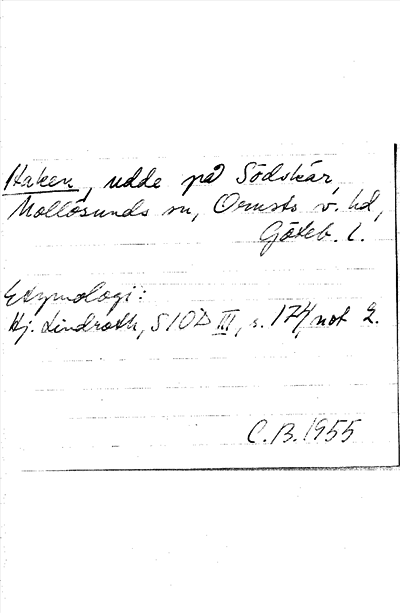 Haken, udde på Södskär,
Mollösunds sn, Orusts v. hd,
Göteb. l.
Etymologi:
Hj. Lindroth, SIOD III, s. 174, not 2.
C.B. 1955